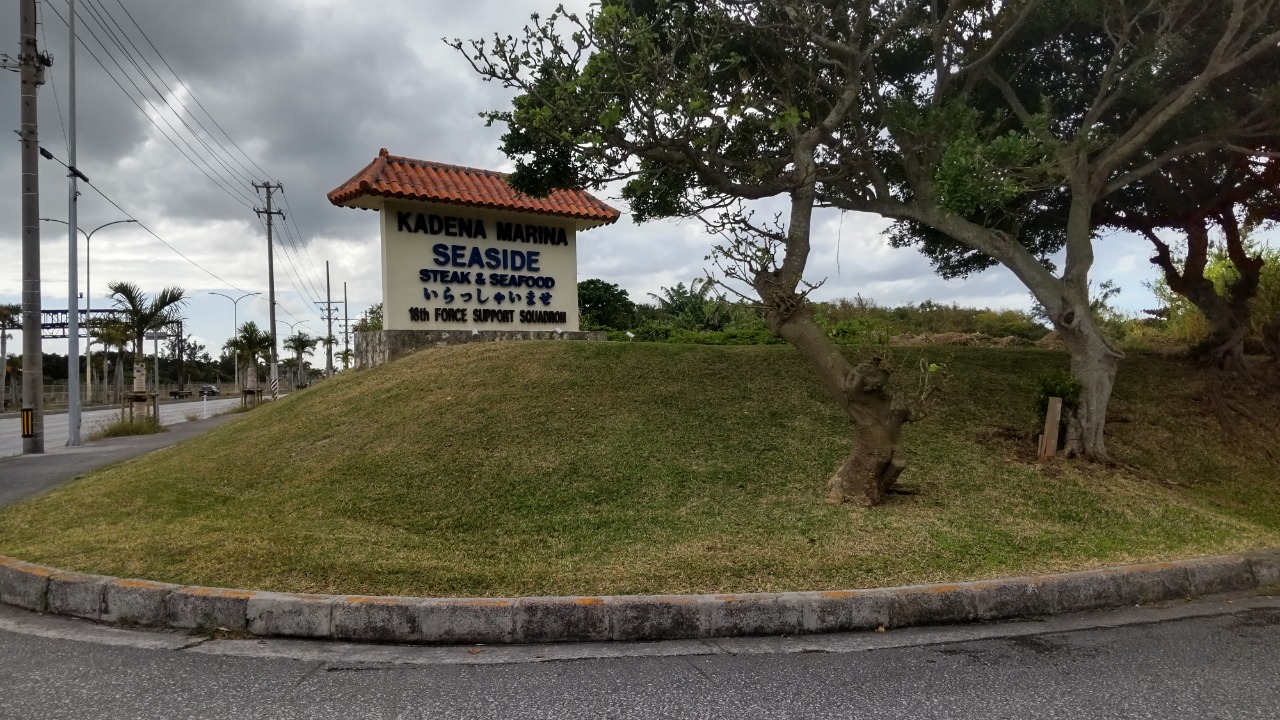 KADENA MARINA
SEASIDE
STEAK & SEAFOOD
いらっしゃいませ
18th FORCE SUPPORT SQUADRON